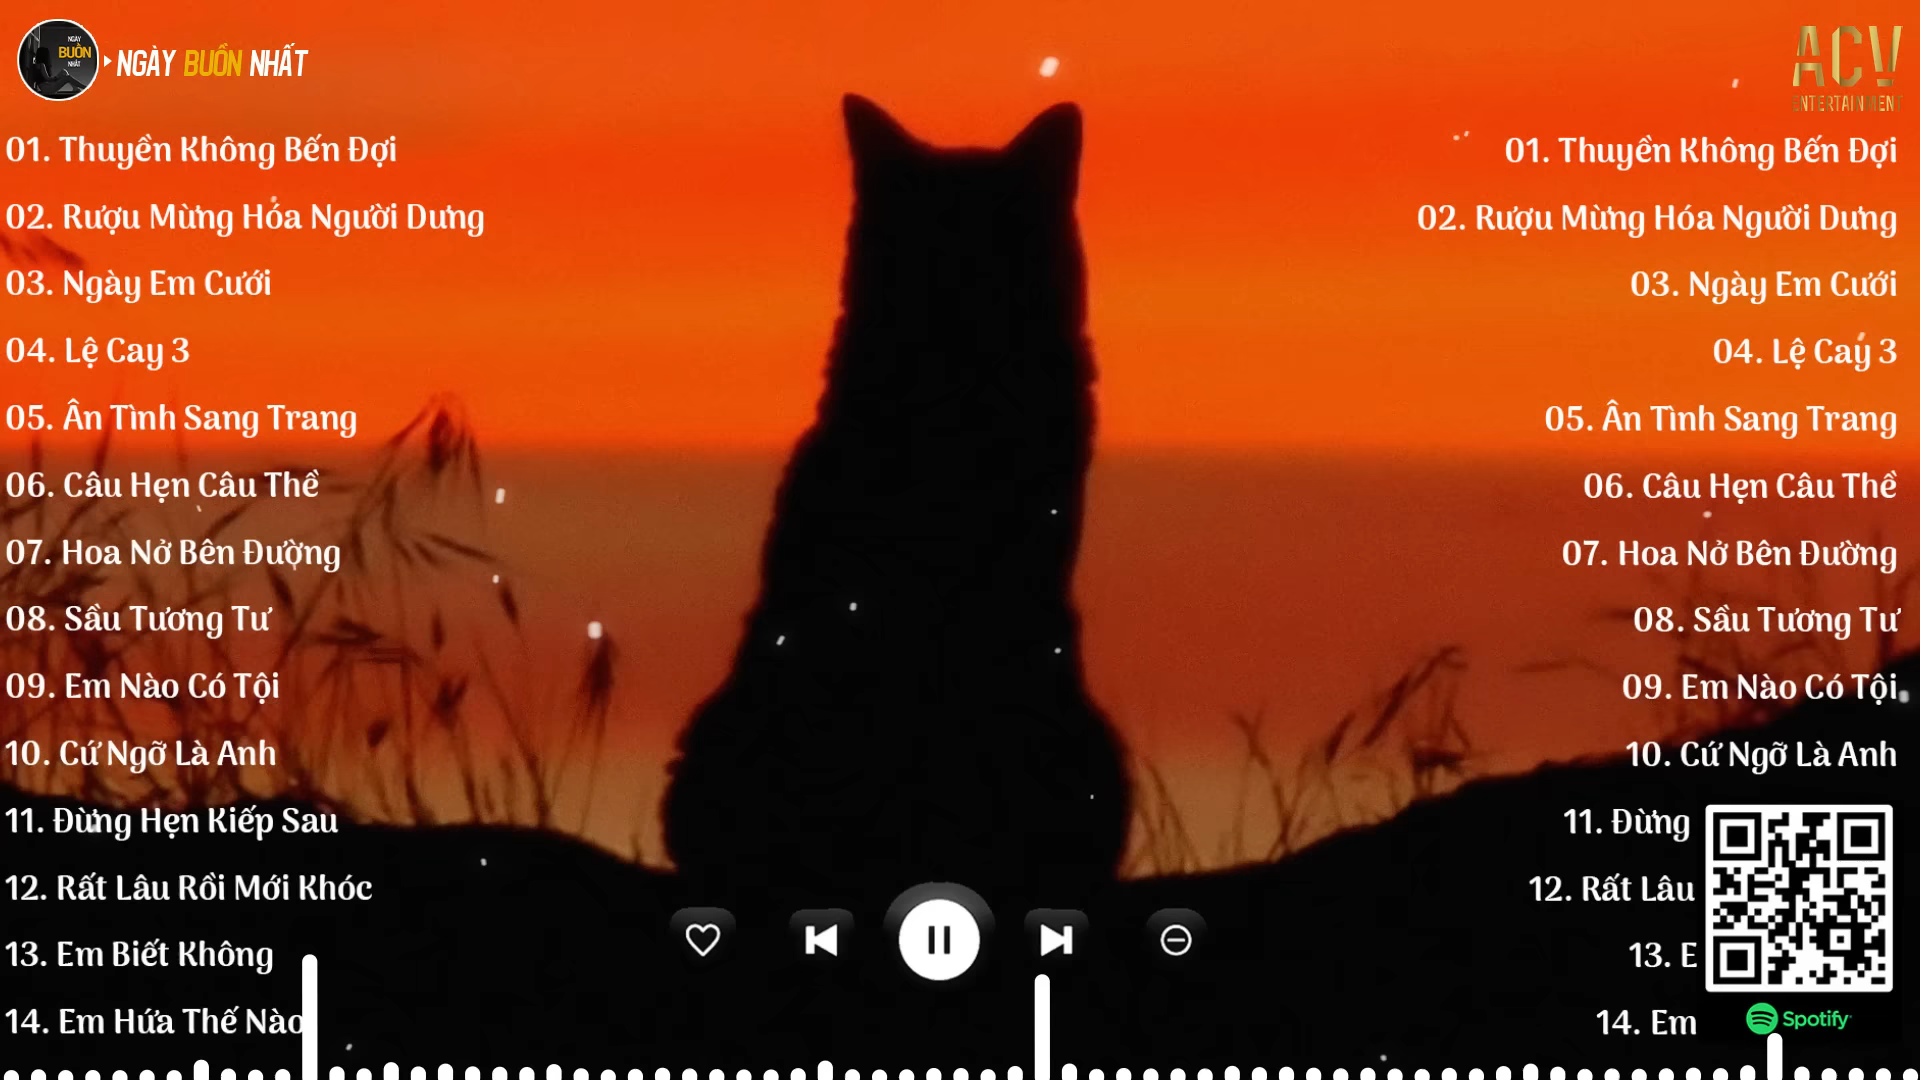 NGÀY BUỒN NHẤT
NGÀY BUỒN NHẤT
ACV
ENTERTAINMENT
01. Thuyền Không Bến Đợi
02. Rượu Mừng Hóa Người Dưng
03. Ngày Em Cưới
04. Lệ Cay 3
05. Ân Tình Sang Trang
06. Câu Hẹn Câu Thề
07. Hoa Nở Bên Đường
08. Sầu Tương Tư
09. Em Nào Có Tội
10. Cứ Ngỡ Là Anh
11. Đừng Hẹn Kiếp Sau
12. Rất Lâu Rồi Mới Khóc
13. Em Biết Không
14. Em Hứa Thế Nào
01. Thuyền Không Bến Đợi
02. Rượu Mừng Hóa Người Dưng
03. Ngày Em Cưới
04. Lệ Cay 3
05. Ân Tình Sang Trang
06. Câu Hẹn Câu Thề
07. Hoa Nở Bên Đường
08. Sầu Tương Tư
09. Em Nào Có Tội
10. Cứ Ngỡ Là Anh
11. Đừng
12. Rất Lâu
13. E
14. Em
Spotify